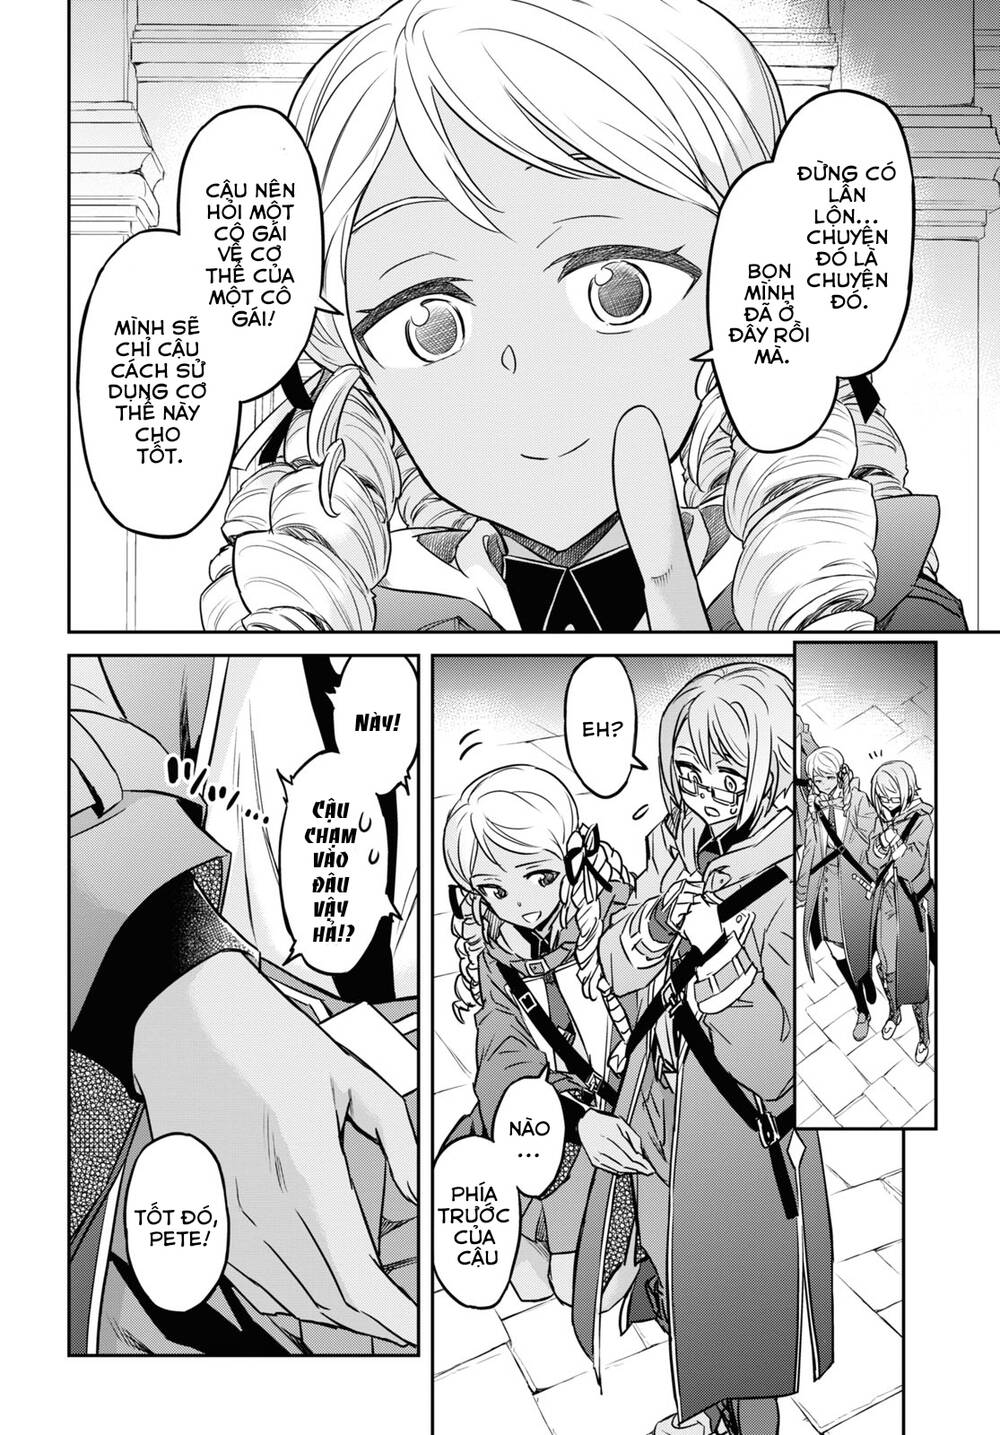 ĐỪNG CÓ
LẪN
LỘN...
CHUYỆN
ĐÓ LÀ
CHUYỆN
ĐÓ.
BỌN
MÌNH
ĐÃ Ở
ĐÂY RỒI
MÀ.
CẬU NÊN
HỎI MỘT
CÔ GÁI
VỀ CƠ
THỂ CỦA
MỘT CÔ
GÁI!
MÌNH SẼ
CHỈ CẬU
CÁCH SỬ
DỤNG CƠ
THỂ NÀY
CHO
TỐT.
EH?
NÀO
...
PHÍA
TRƯỚC
CỦA
CẬU
NÀY!
CẬU
CHẠM
VÀO
ĐÂU
VẬY
HẢ!?
TỐT ĐÓ,
PETE!